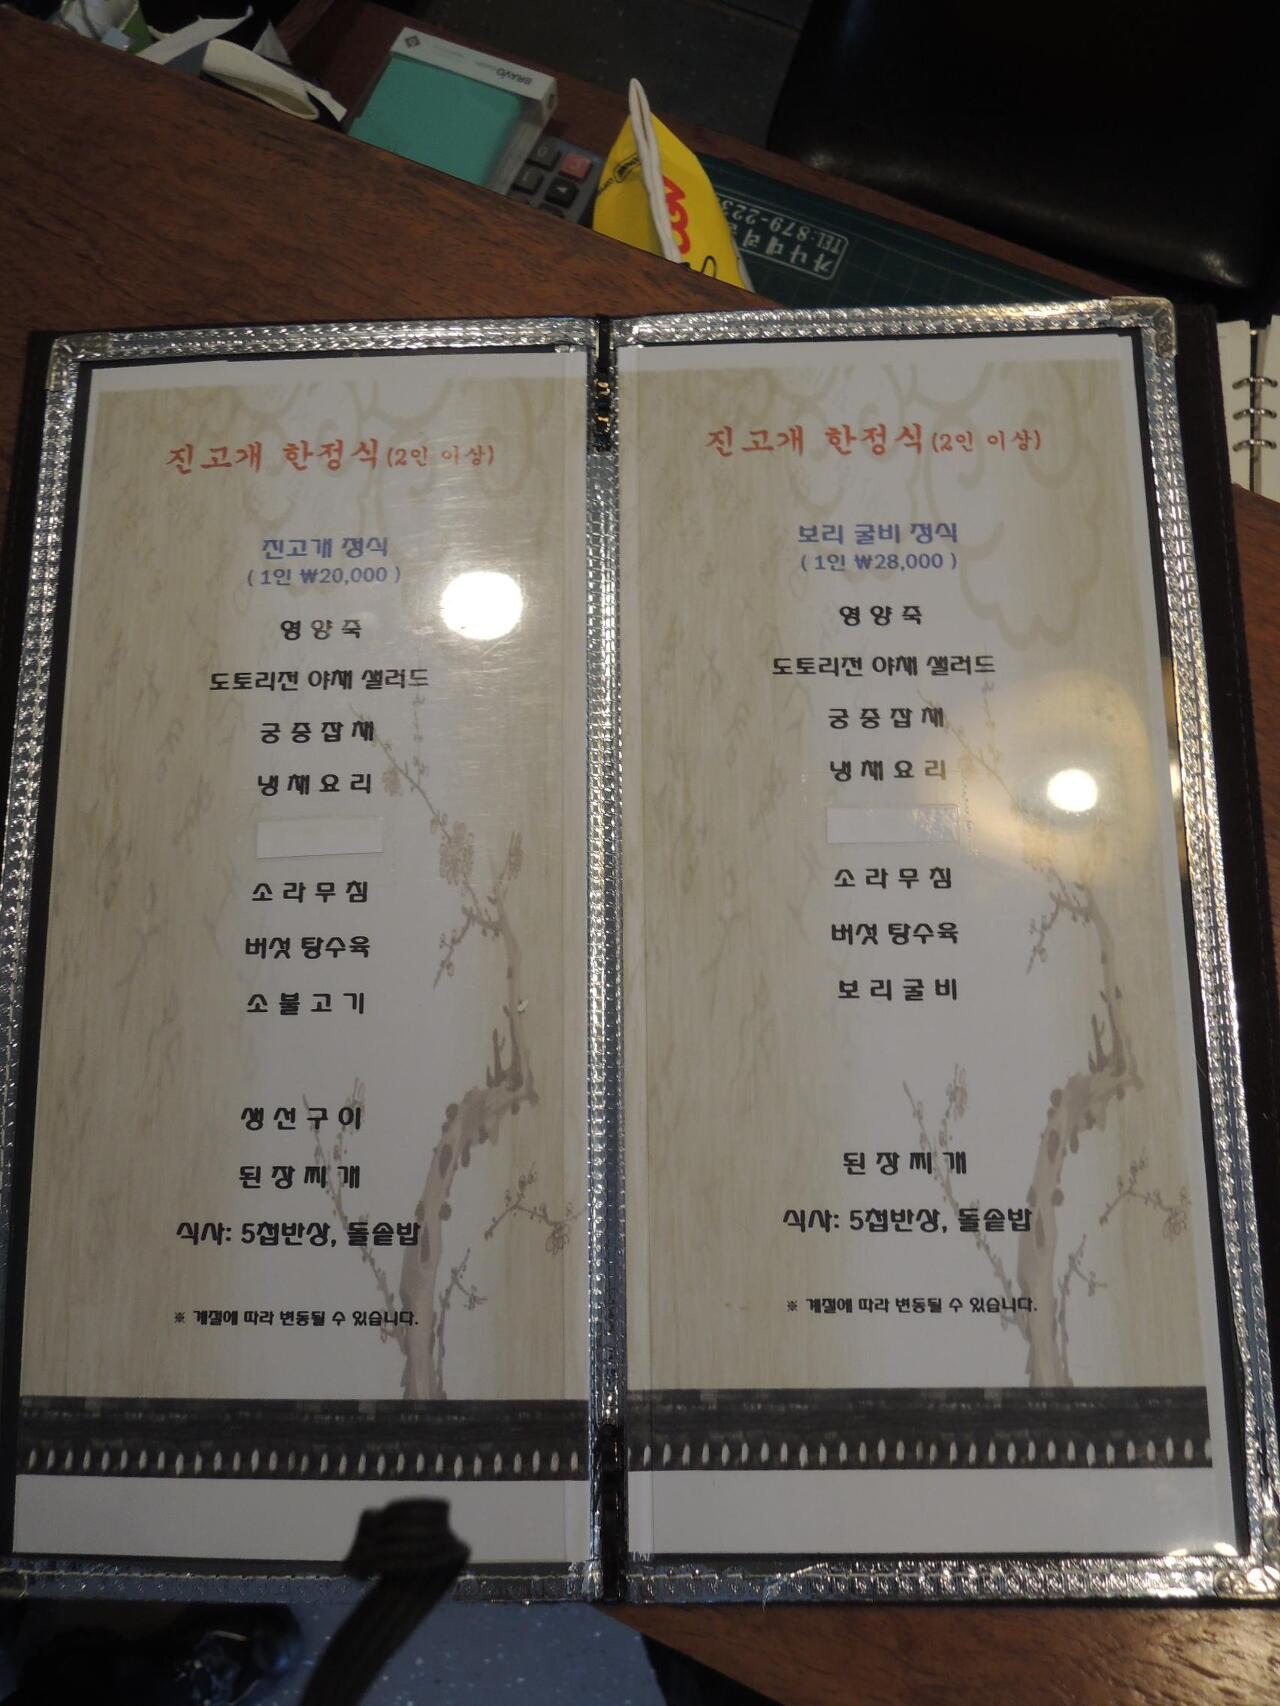 BRAVO
가나대리
TEL:879-223
진고개 한정식(2인 이상)
진고개 정식
( 1인 ₩20,000 )
영양죽
도토리전 야채 샐러드
궁중잡채
냉채요리
소라무침
버섯 탕수육
소불고기
생선구이
된장찌개
식사: 5첩반상, 돌솥밥
※ 계절에 따라 변동될 수 있습니다.
진고개 한정식(2인 이상)
보리 굴비 정식
( 1인 ₩28,000 )
영양죽
도토리전 야채 샐러드
궁중잡채
냉채요리
소라무침
버섯 탕수육
보리굴비
된장찌개
식사: 5첩반상, 돌솥밥
※ 계절에 따라 변동될 수 있습니다.